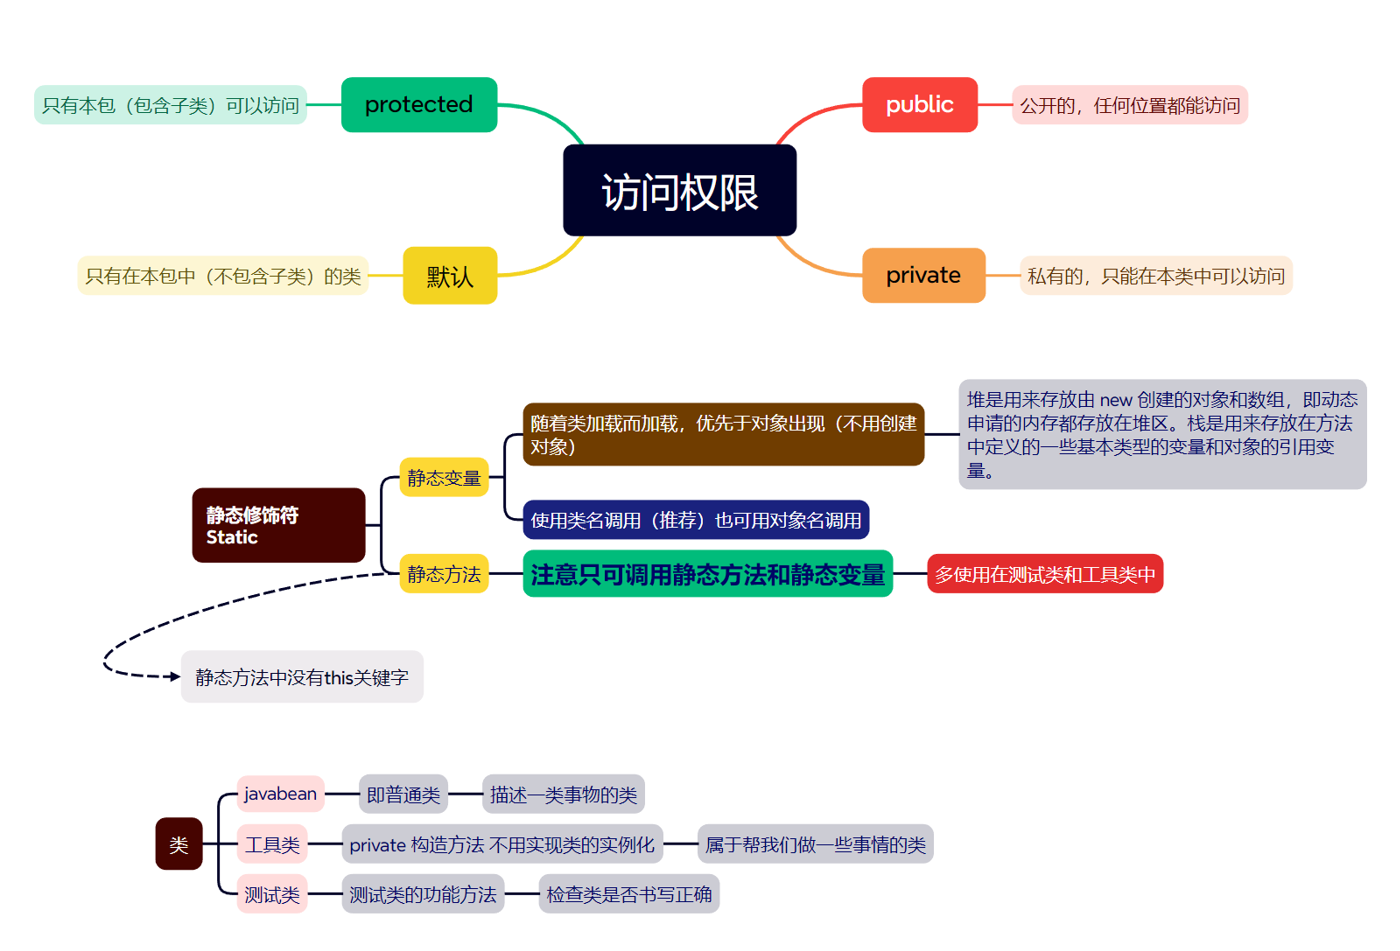 访问权限
protected
只有本包（包含子类）可以访问
public
公开的，任何位置都能访问
默认
只有在本包中（不包含子类）的类
private
私有的，只能在本类中可以访问
静态修饰符
Static
静态变量
随着类加载而加载，优先于对象出现（不用创建
对象）
堆是用来存放由 new 创建的对象和数组，即动态
申请的内存都存放在堆区。栈是用来存放在方法
中定义的一些基本类型的变量和对象的引用变
量。
使用类名调用（推荐）也可用对象名调用
静态方法
注意只可调用静态方法和静态变量
多使用在测试类和工具类中
静态方法中没有this关键字
类
javabean
即普通类
描述一类事物的类
工具类
private 构造方法 不用实现类的实例化
属于帮我们做一些事情的类
测试类
测试类的功能方法
检查类是否书写正确